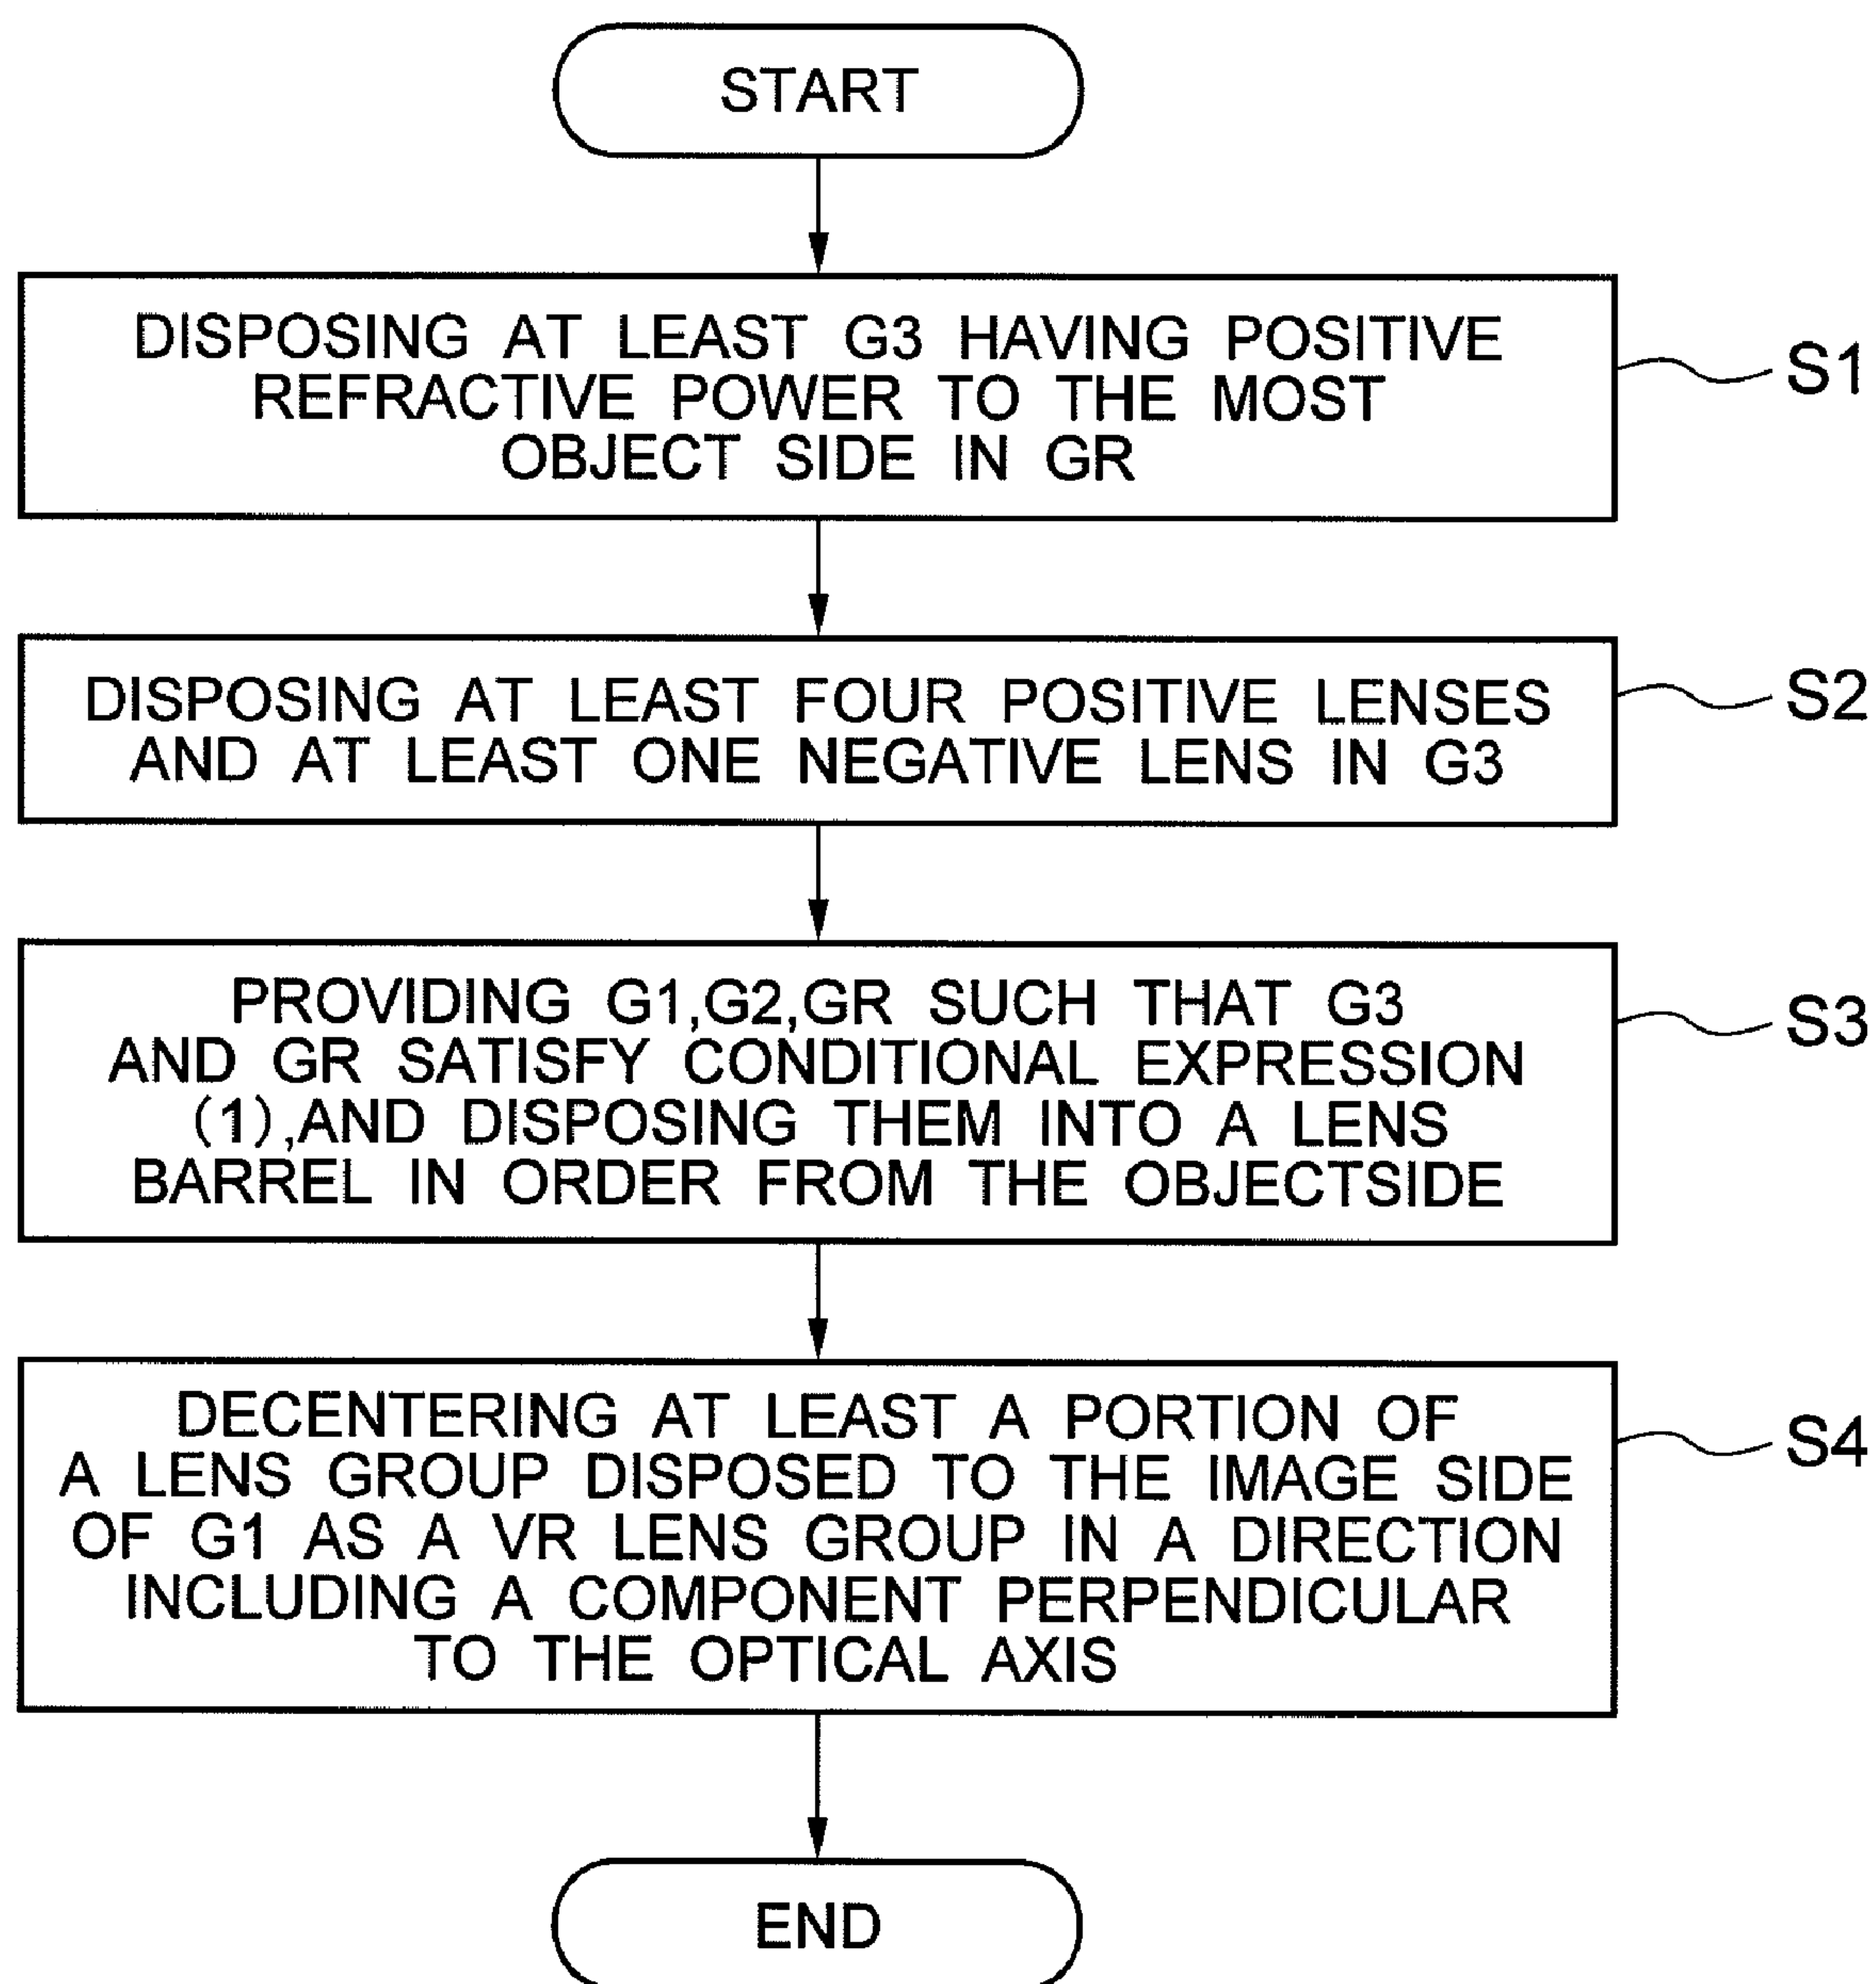 START
DISPOSING AT LEAST G3 HAVING POSITIVE
REFRACTIVE POWER TO THE MOST
OBJECT SIDE IN GR
S1
DISPOSING AT LEAST FOUR POSITIVE LENSES
AND AT LEAST ONE NEGATIVE LENS IN G3
S2
PROVIDING G1,G2,GR SUCH THAT G3
AND GR SATISFY CONDITIONAL EXPRESSION
(1),AND DISPOSING THEM INTO A LENS
BARREL IN ORDER FROM THE OBJECTSIDE
S3
DECENTERING AT LEAST A PORTION OF
A LENS GROUP DISPOSED TO THE IMAGE SIDE
OF G1 AS A VR LENS GROUP IN A DIRECTION
INCLUDING A COMPONENT PERPENDICULAR
TO THE OPTICAL AXIS
S4
END